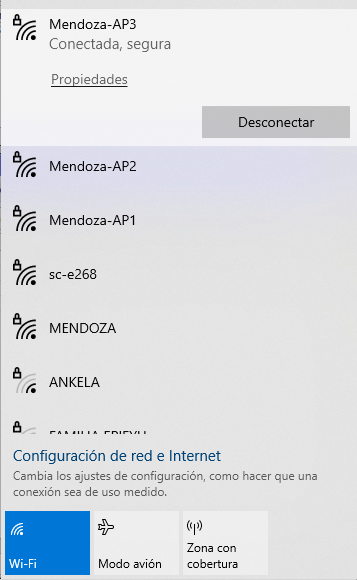 Mendoza-AP3
Conectada, segura
Propiedades
Desconectar
Mendoza-AP2
Mendoza-AP1
sc-e268
MENDOZA
ANKELA
FAMILIA
Configuración de red e Internet
Cambia los ajustes de configuración, como hacer que una
conexión sea de uso medido.
Wi-Fi
Modo avión
Zona con
cobertura